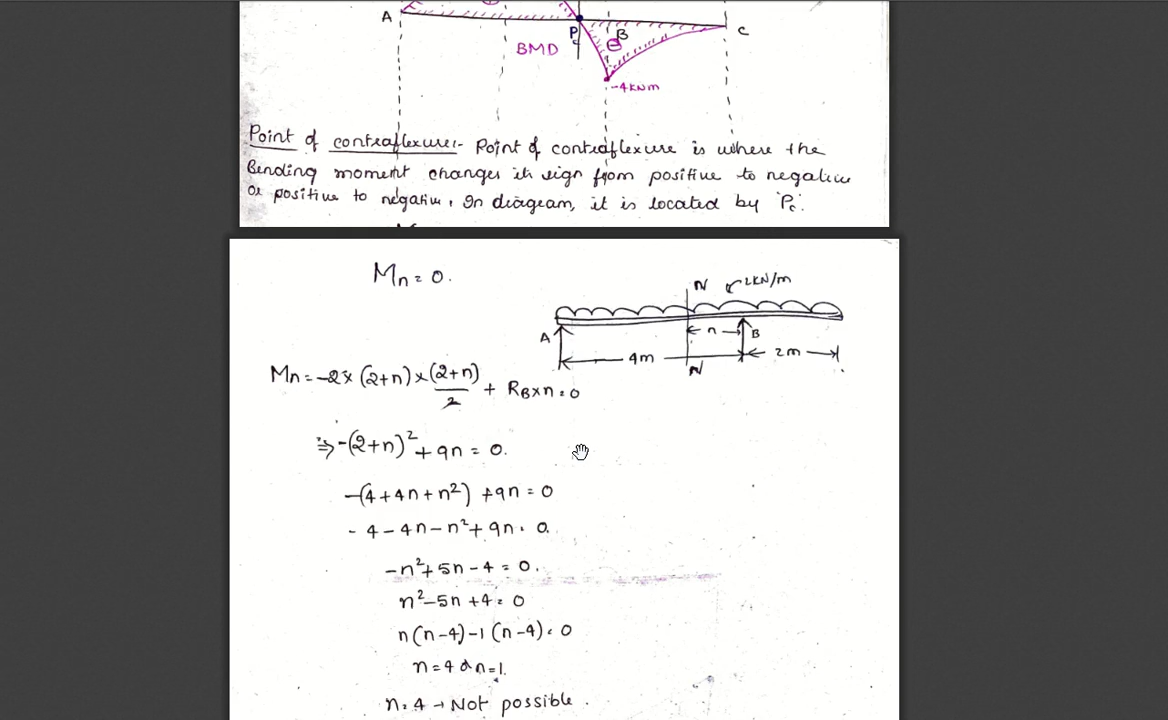 A
P
c
B
C
BMD
-4kNm
Point of contraflexure:- Point of contraflexure is where the
Bending moment changes its sign from positive to negative
or positive to negative. In diagram, it is located by 'Pc'.
Mn = 0.
N 2kN/m
A n B
4m 2m
N
Mn = -2 × (2+n) × (2+n)/2 + RB×n = 0
⇒ -(2+n)² + 9n = 0.
-(4+4n+n²) +9n = 0
- 4 - 4n - n² + 9n = 0.
-n² + 5n - 4 = 0.
n² - 5n + 4 = 0
n(n-4) -1 (n-4) = 0
n = 4 or n = 1.
n = 4 → Not possible.